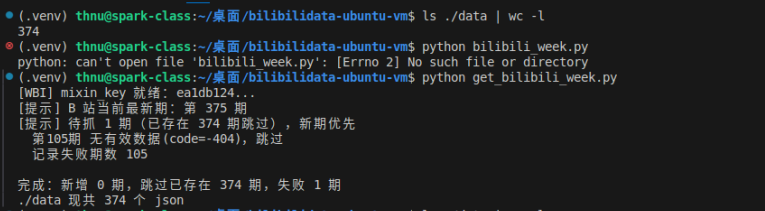 (.venv) thnu@spark-class:~/桌面/bilibilidata-ubuntu-vm$ ls ./data | wc -l
374
(.venv) thnu@spark-class:~/桌面/bilibilidata-ubuntu-vm$ python bilibili_week.py
python: can't open file 'bilibili_week.py': [Errno 2] No such file or directory
(.venv) thnu@spark-class:~/桌面/bilibilidata-ubuntu-vm$ python get_bilibili_week.py
[WBI] mixin_key 就绪: ea1db124...
[提示] B 站当前最新期: 第 375 期
[提示] 待抓 1 期（已存在 374 期跳过）, 新期优先
第105期 无有效数据(code=-404), 跳过
记录失败期数 105
完成: 新增 0 期, 跳过已存在 374 期, 失败 1 期
./data 现共 374 个 json